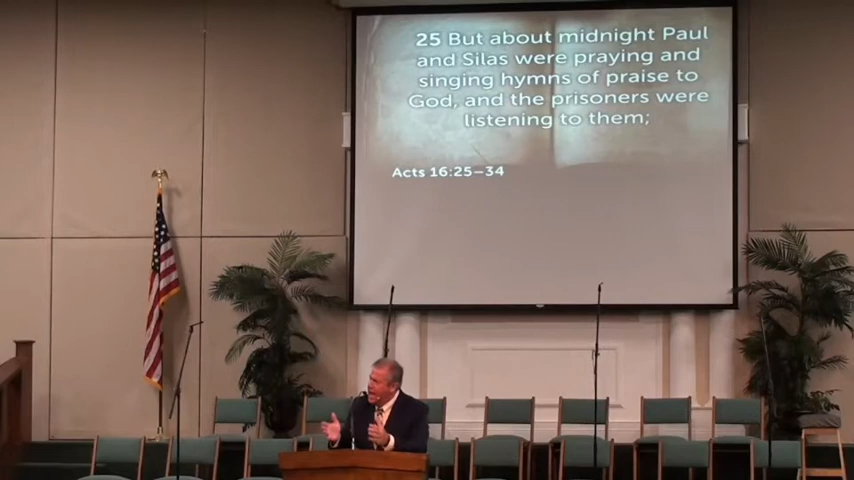 25 But about midnight Paul
and Silas were praying and
singing hymns of praise to
God, and the prisoners were
listening to them;
Acts 16:25–34